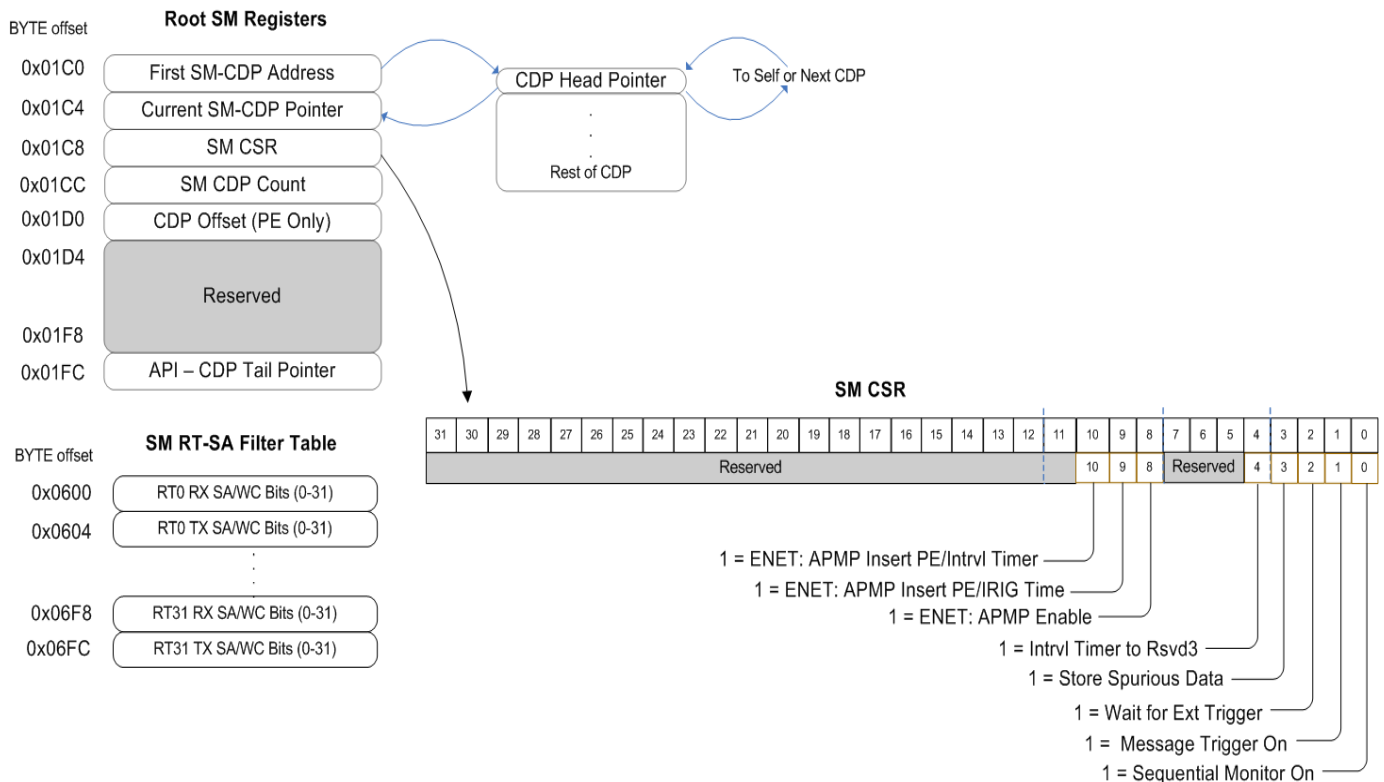 Root SM Registers
BYTE offset
0x01C0
First SM-CDP Address
0x01C4
Current SM-CDP Pointer
0x01C8
SM CSR
0x01CC
SM CDP Count
0x01D0
CDP Offset (PE Only)
0x01D4
Reserved
0x01F8
0x01FC
API – CDP Tail Pointer
CDP Head Pointer
.
.
.
Rest of CDP
To Self or Next CDP
SM RT-SA Filter Table
BYTE offset
0x0600
RT0 RX SA/WC Bits (0-31)
0x0604
RT0 TX SA/WC Bits (0-31)
.
.
.
.
0x06F8
RT31 RX SA/WC Bits (0-31)
0x06FC
RT31 TX SA/WC Bits (0-31)
SM CSR
31 30 29 28 27 26 25 24 23 22 21 20 19 18 17 16 15 14 13 12 11 10 9 8 7 6 5 4 3 2 1 0
Reserved 10 9 8 Reserved 4 3 2 1 0
1 = ENET: APMP Insert PE/Intrvl Timer
1 = ENET: APMP Insert PE/IRIG Time
1 = ENET: APMP Enable
1 = Intrvl Timer to Rsvd3
1 = Store Spurious Data
1 = Wait for Ext Trigger
1 = Message Trigger On
1 = Sequential Monitor On